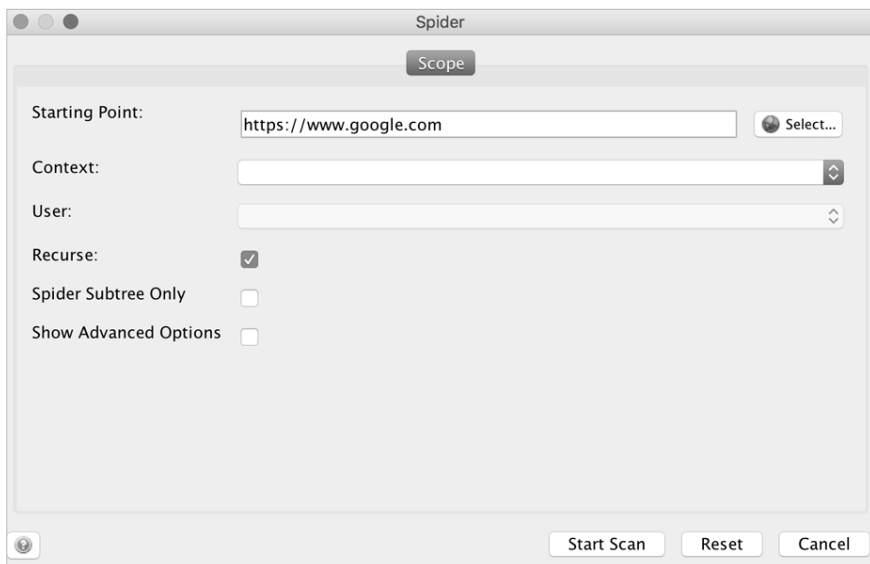 Spider
Scope
Starting Point:
https://www.google.com
Select...
Context:
User:
Recurse:
Spider Subtree Only
Show Advanced Options
?
Start Scan
Reset
Cancel